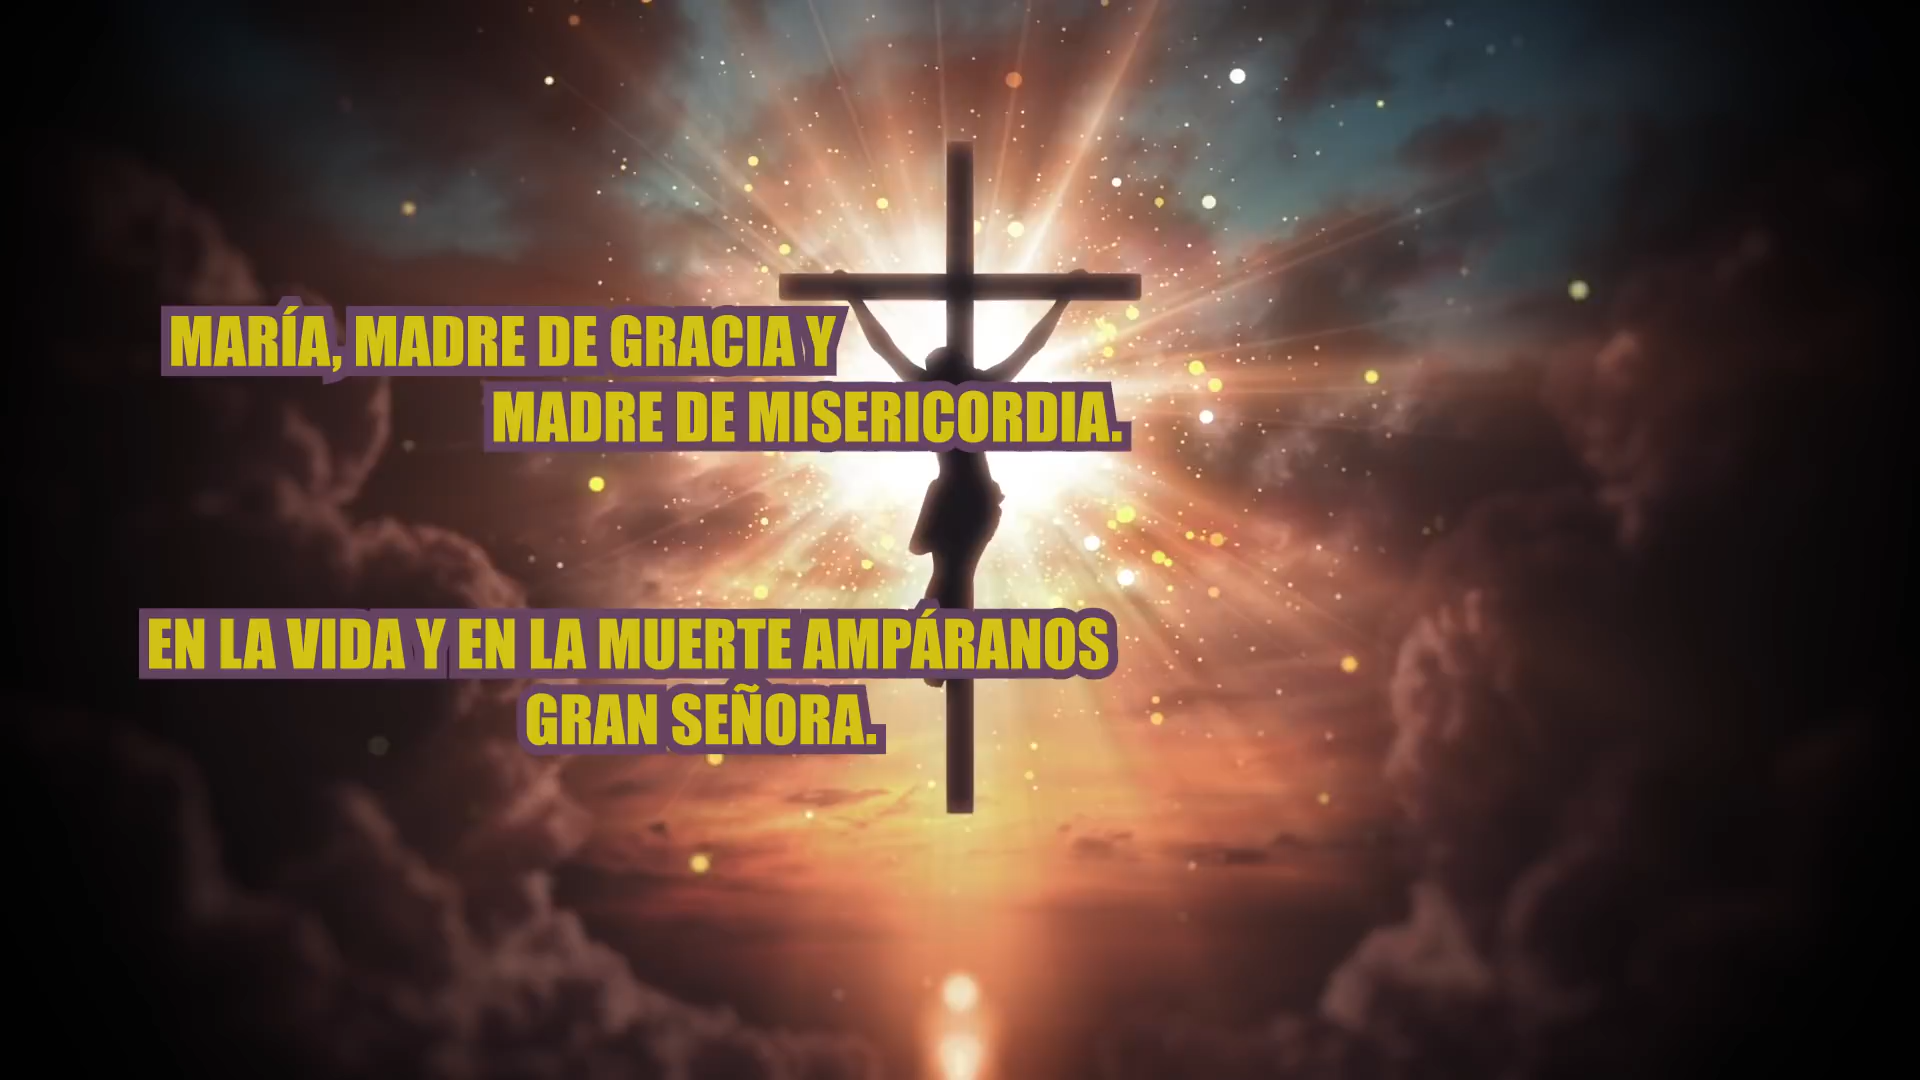 MARÍA, MADRE DE GRACIA Y
MADRE DE MISERICORDIA.
EN LA VIDA Y EN LA MUERTE AMPÁRANOS
GRAN SEÑORA.